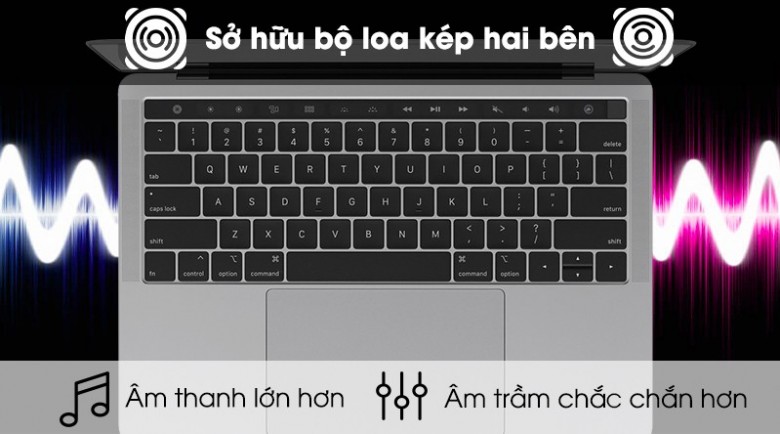 Sở hữu bộ loa kép hai bên
~ ! @ # $ % ^ & * ( ) _ +
` 1 2 3 4 5 6 7 8 9 0 - = delete
tab Q W E R T Y U I O P { [ } ] | \
caps lock A S D F G H J K L : ; " ' return
shift Z X C V B N M < , > . ? / shift
fn control option command command option
Âm thanh lớn hơn
Âm trầm chắc chắn hơn